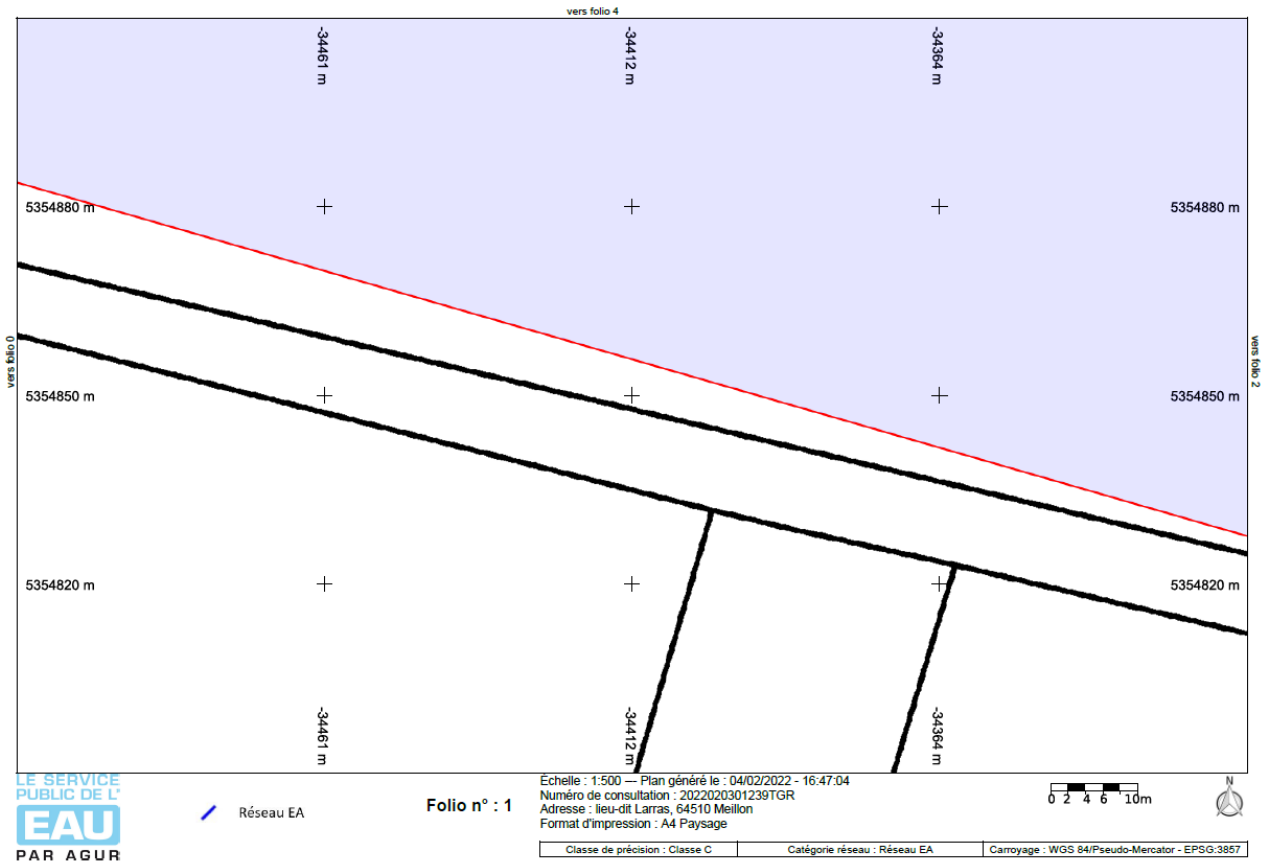 vers folio 4
-34461 m
-34412 m
-34364 m
5354880 m
5354880 m
vers folio 0
vers folio 2
5354850 m
5354850 m
5354820 m
5354820 m
-34461 m
-34412 m
-34364 m
LE SERVICE
PUBLIC DE L'
EAU
PAR AGUR
Réseau EA
Folio n° : 1
Échelle : 1:500 --- Plan généré le : 04/02/2022 - 16:47:04
Numéro de consultation : 2022020301239TGR
Adresse : lieu-dit Larras, 64510 Meillon
Format d'impression : A4 Paysage
0 2 4 6 10m
N
Classe de précision : Classe C
Catégorie réseau : Réseau EA
Carroyage : WGS 84/Pseudo-Mercator - EPSG:3857